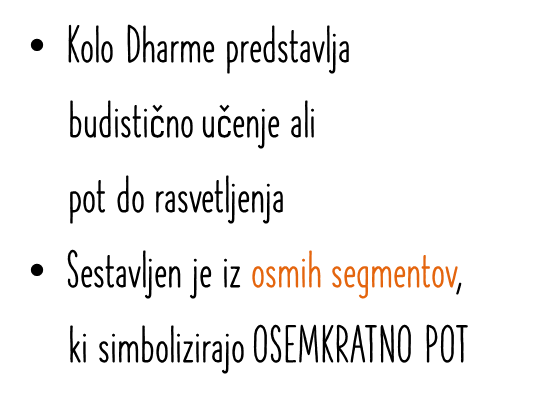 • Kolo Dharme predstavlja
budistično učenje ali
pot do rasvetljenja
• Sestavljen je iz osmih segmentov,
ki simbolizirajo OSEMKRATNO POT